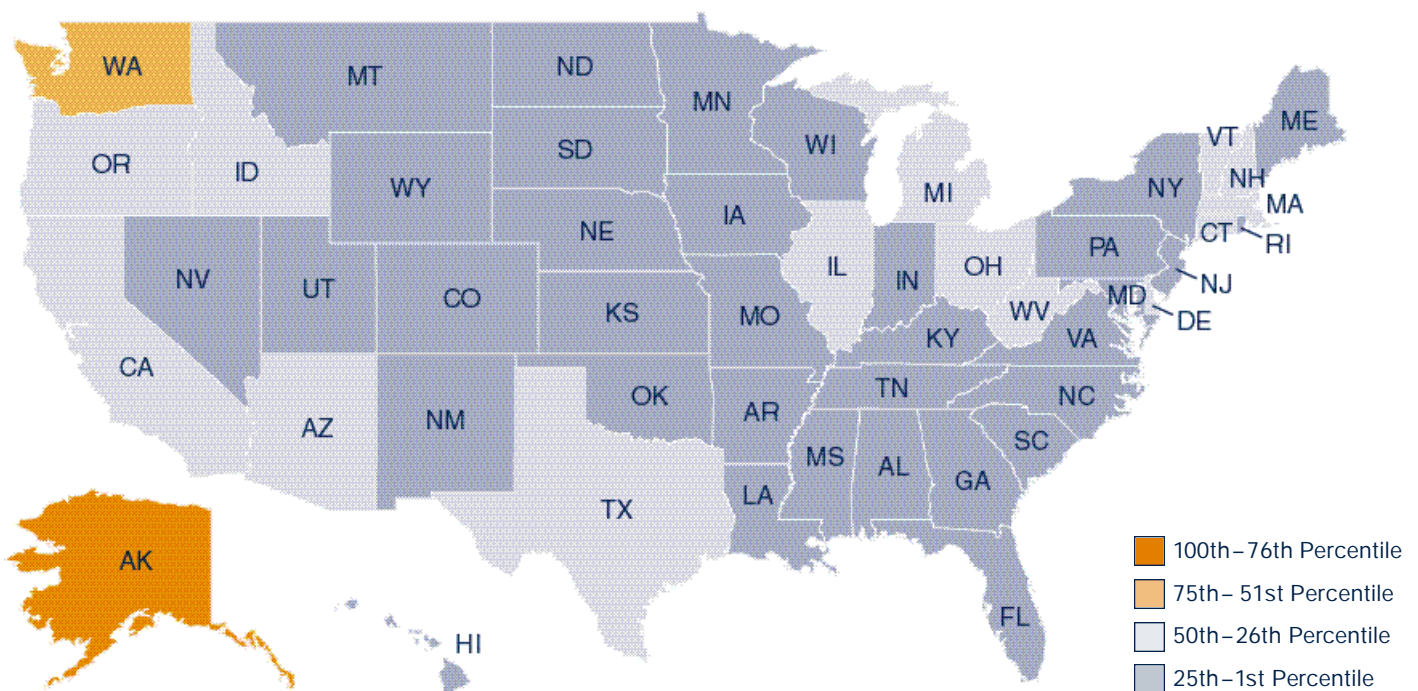 WA
MT
ND
MN
ME
VT
WI
SD
OR
ID
WY
NH
NY
MI
MA
IA
NE
CT
RI
PA
IL
OH
IN
NV
UT
CO
NJ
MD
WV
DE
KS
MO
KY
VA
CA
TN
NC
OK
AR
AZ
NM
SC
MS
AL
GA
LA
TX
AK
100th–76th Percentile
75th–51st Percentile
FL
50th–26th Percentile
HI
25th–1st Percentile